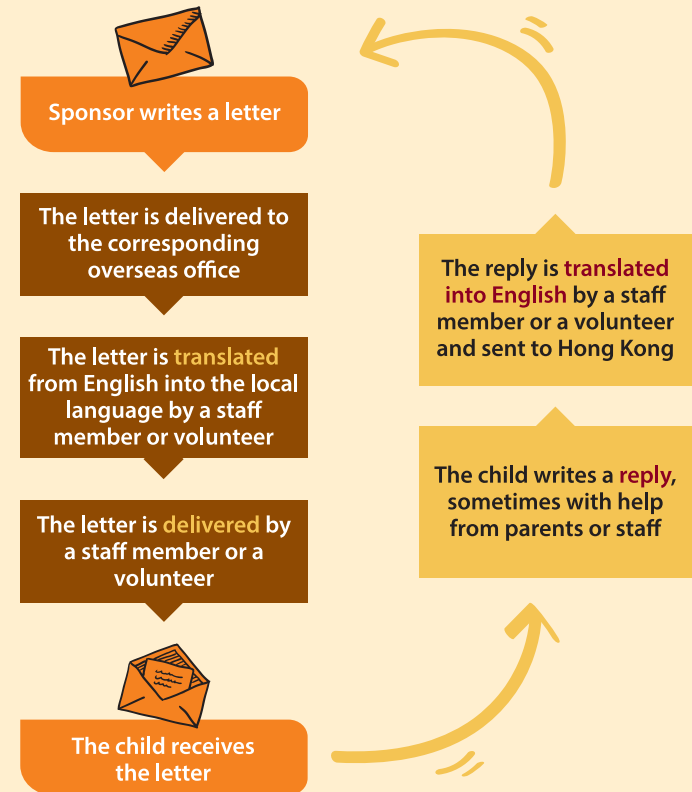 Sponsor writes a letter
The letter is delivered to
the corresponding
overseas office
The letter is translated
from English into the local
language by a staff
member or volunteer
The letter is delivered by
a staff member or a
volunteer
The child receives
the letter
The child writes a reply,
sometimes with help
from parents or staff
The reply is translated
into English by a staff
member or a volunteer
and sent to Hong Kong